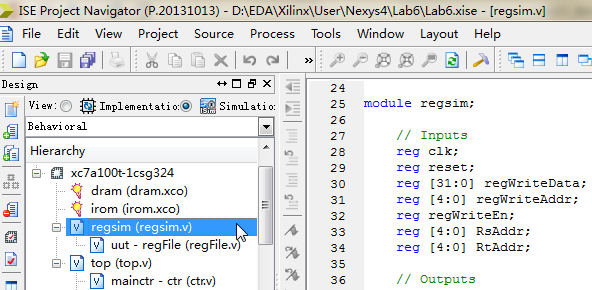 ISE Project Navigator (P.20131013) - D:\EDA\Xilinx\User\Nexys4\Lab6\Lab6.xise - [regsim.v]
File Edit View Project Source Process Tools Window Layout Help
Design
View: Implementatio Simulatio
Behavioral
Hierarchy
xc7a100t-1csg324
dram (dram.xco)
irom (irom.xco)
regsim (regsim.v)
uut - regFile (regFile.v)
top (top.v)
mainctr - ctr (ctr.v)
24
25 module regsim;
26
27 // Inputs
28 reg clk;
29 reg reset;
30 reg [31:0] regWriteData;
31 reg [4:0] regWriteAddr;
32 reg regWriteEn;
33 reg [4:0] RsAddr;
34 reg [4:0] RtAddr;
35
36 // Outputs